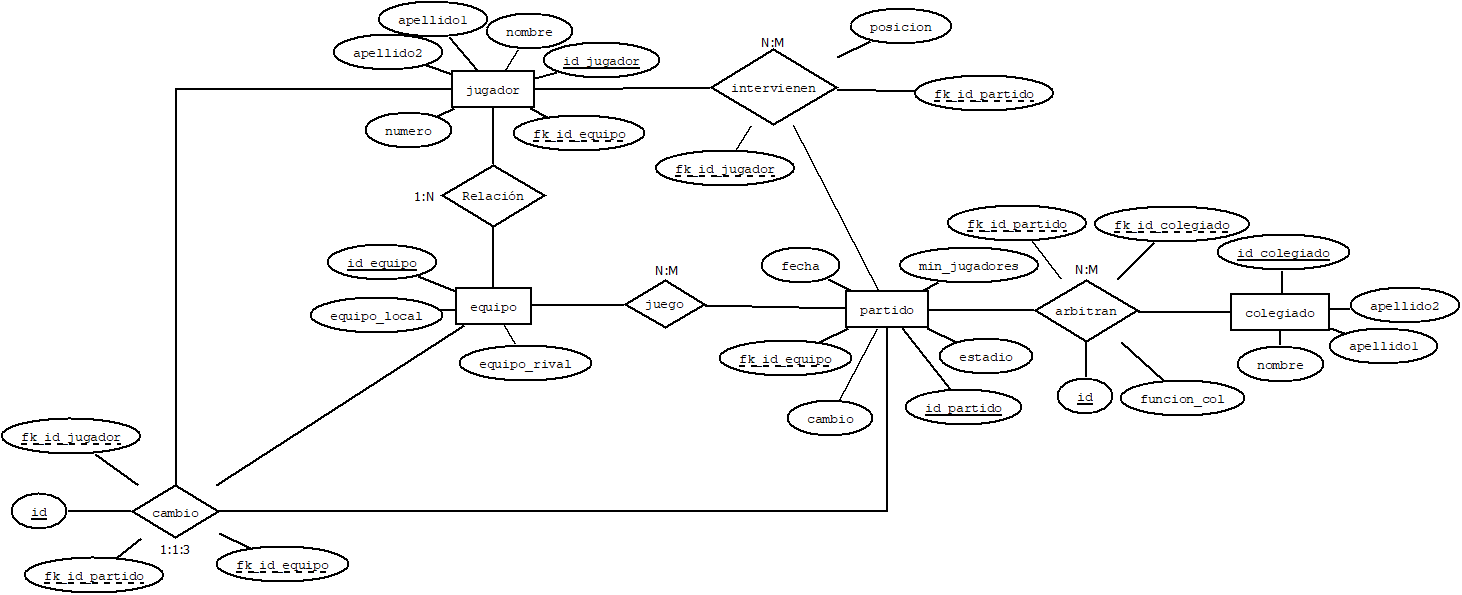 apellido1
nombre
apellido2
id_jugador
jugador
numero
fk_id_equipo
N:M
posicion
intervienen
fk_id_partido
fk_id_jugador
1:N
Relación
id_equipo
equipo_local
equipo
equipo_rival
N:M
juego
fecha
min_jugadores
partido
fk_id_equipo
estadio
cambio
id_partido
fk_id_partido
fk_id_colegiado
N:M
arbitran
id
funcion_col
id_colegiado
colegiado
apellido2
apellido1
nombre
fk_id_jugador
id
cambio
1:1:3
fk_id_partido
fk_id_equipo